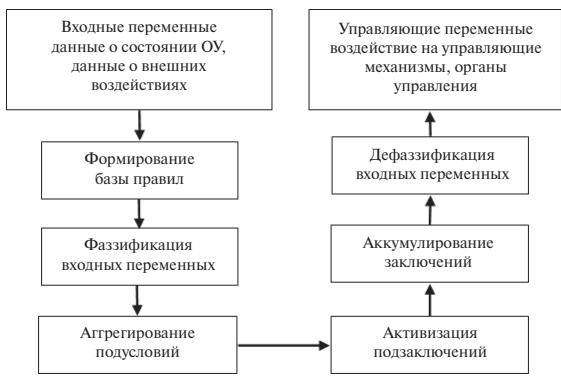 Входные переменные
данные о состоянии ОУ,
данные о внешних
воздействиях
Формирование
базы правил
Фаззификация
входных переменных
Аггрегирование
подусловий
Активизация
подзаключений
Аккумулирование
заключений
Дефаззификация
входных переменных
Управляющие переменные
воздействие на управляющие
механизмы, органы
управления